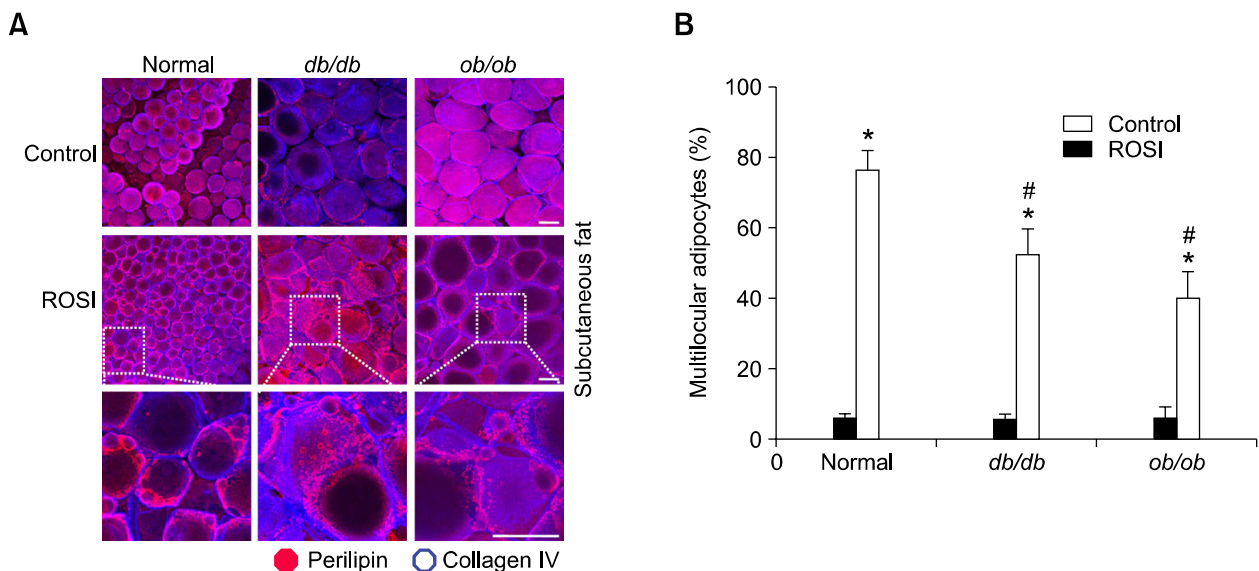 A
Normal db/db ob/ob
Control
ROSI
Subcutaneous fat
Perilipin Collagen IV
B
100
80
60
40
20
0
0
Multilocular adipocytes (%)
Control
ROSI
*
#
*
#
*
Normal db/db ob/ob